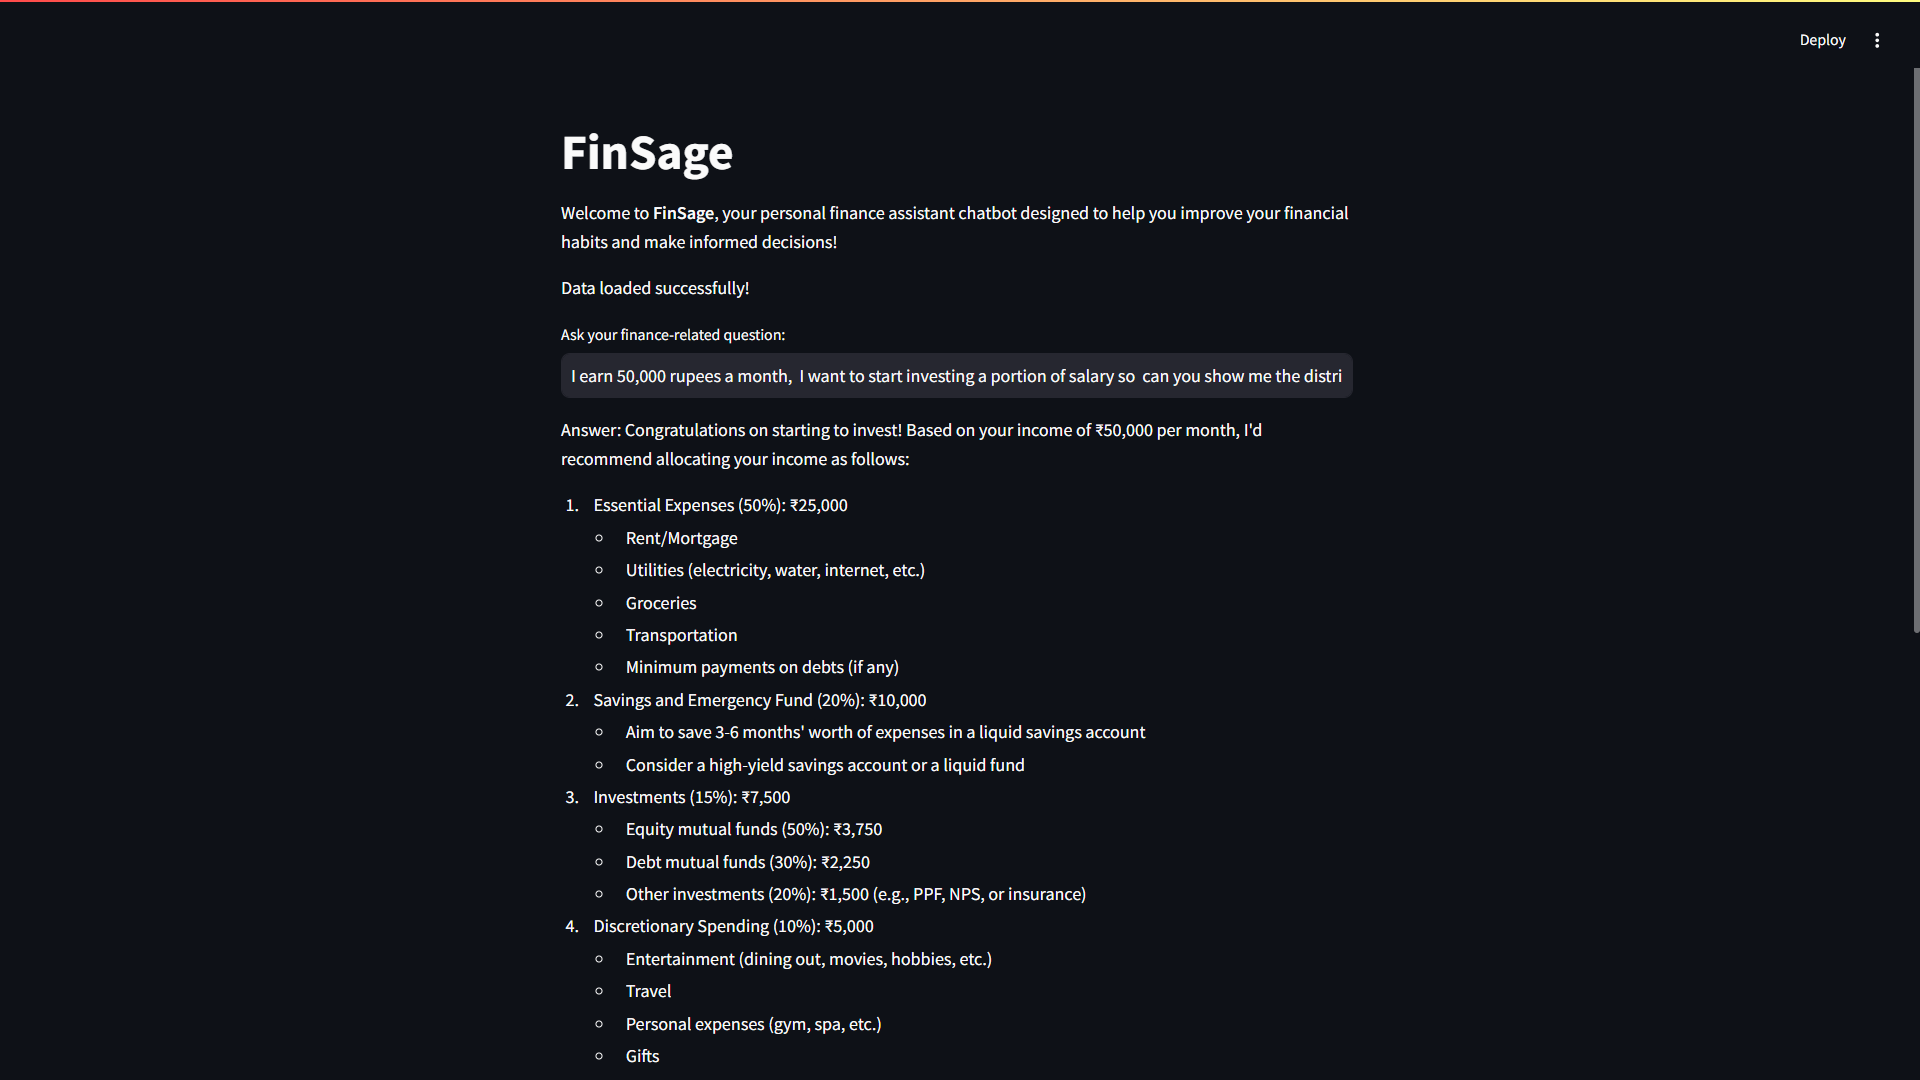 Deploy
FinSage
Welcome to FinSage, your personal finance assistant chatbot designed to help you improve your financial
habits and make informed decisions!
Data loaded successfully!
Ask your finance-related question:
I earn 50,000 rupees a month,  I want to start investing a portion of salary so  can you show me the distri
Answer: Congratulations on starting to invest! Based on your income of ₹50,000 per month, I'd
recommend allocating your income as follows:
1. Essential Expenses (50%): ₹25,000
○ Rent/Mortgage
○ Utilities (electricity, water, internet, etc.)
○ Groceries
○ Transportation
○ Minimum payments on debts (if any)
2. Savings and Emergency Fund (20%): ₹10,000
○ Aim to save 3-6 months' worth of expenses in a liquid savings account
○ Consider a high-yield savings account or a liquid fund
3. Investments (15%): ₹7,500
○ Equity mutual funds (50%): ₹3,750
○ Debt mutual funds (30%): ₹2,250
○ Other investments (20%): ₹1,500 (e.g., PPF, NPS, or insurance)
4. Discretionary Spending (10%): ₹5,000
○ Entertainment (dining out, movies, hobbies, etc.)
○ Travel
○ Personal expenses (gym, spa, etc.)
○ Gifts